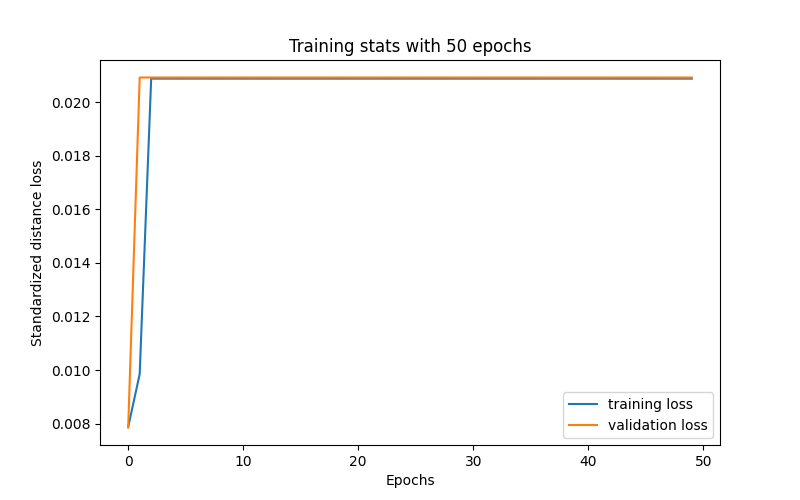 Training stats with 50 epochs
Standardized distance loss
0.020
0.018
0.016
0.014
0.012
0.010
0.008
training loss
validation loss
0
10
20
30
40
50
Epochs